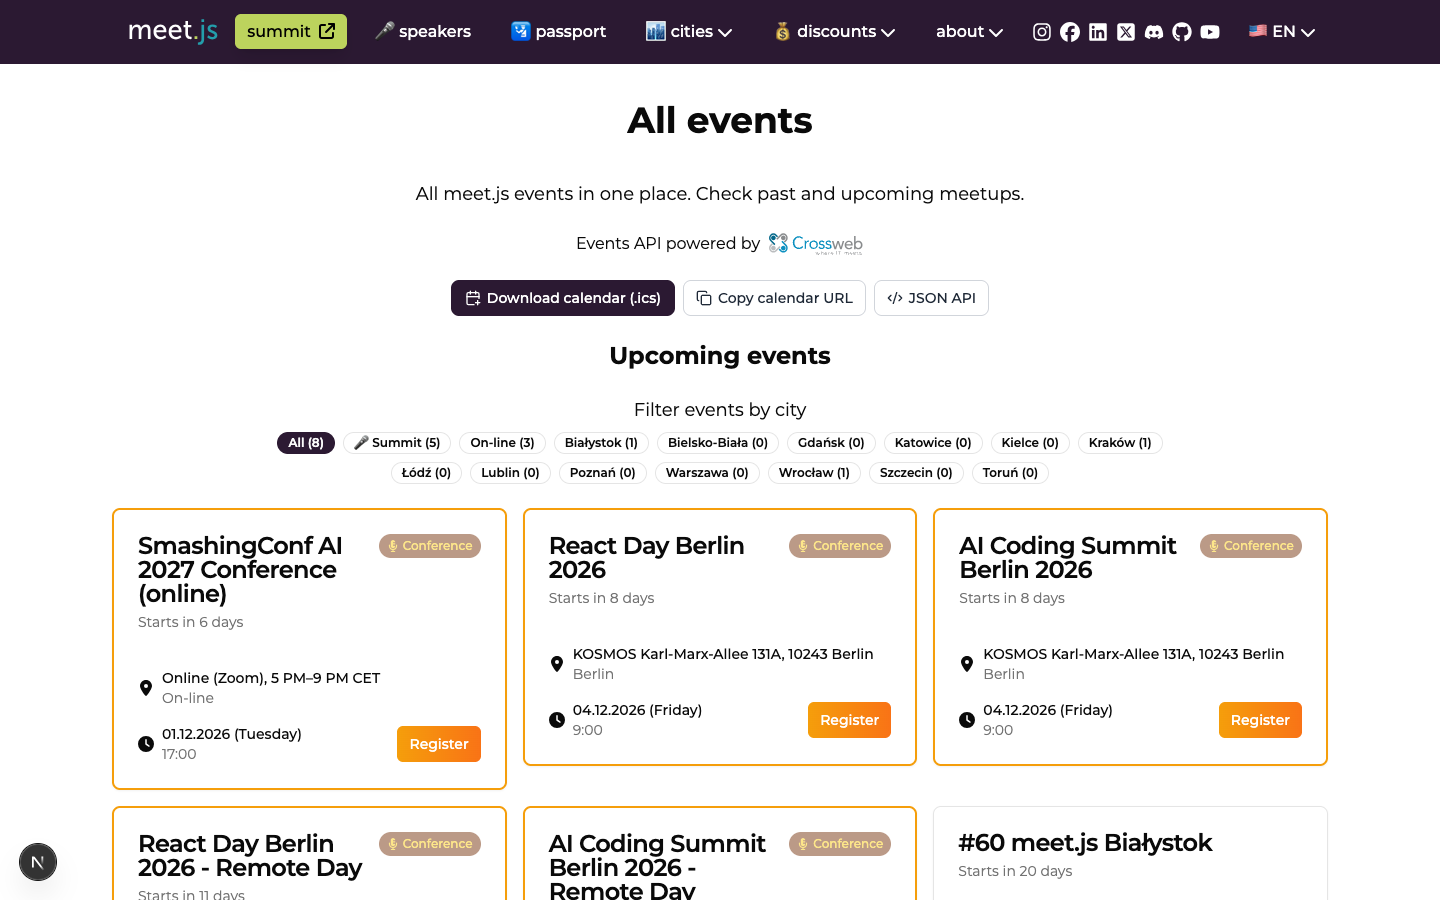 meet.js
summit
speakers
passport
cities
discounts
about
EN
All events
All meet.js events in one place. Check past and upcoming meetups.
Events API powered by Crossweb
Download calendar (.ics)
Copy calendar URL
JSON API
Upcoming events
Filter events by city
All (8)
Summit (5)
On-line (3)
Białystok (1)
Bielsko-Biała (0)
Gdańsk (0)
Katowice (0)
Kielce (0)
Kraków (1)
Łódź (0)
Lublin (0)
Poznań (0)
Warszawa (0)
Wrocław (1)
Szczecin (0)
Toruń (0)
SmashingConf AI
2027 Conference
(online)
Conference
Starts in 6 days
Online (Zoom), 5 PM–9 PM CET
On-line
01.12.2026 (Tuesday)
17:00
Register
React Day Berlin
2026
Conference
Starts in 8 days
KOSMOS Karl-Marx-Allee 131A, 10243 Berlin
Berlin
04.12.2026 (Friday)
9:00
Register
AI Coding Summit
Berlin 2026
Conference
Starts in 8 days
KOSMOS Karl-Marx-Allee 131A, 10243 Berlin
Berlin
04.12.2026 (Friday)
9:00
Register
React Day Berlin
2026 - Remote Day
Conference
Starts in 11 days
AI Coding Summit
Berlin 2026 -
Remote Day
Conference
#60 meet.js Białystok
Starts in 20 days
N